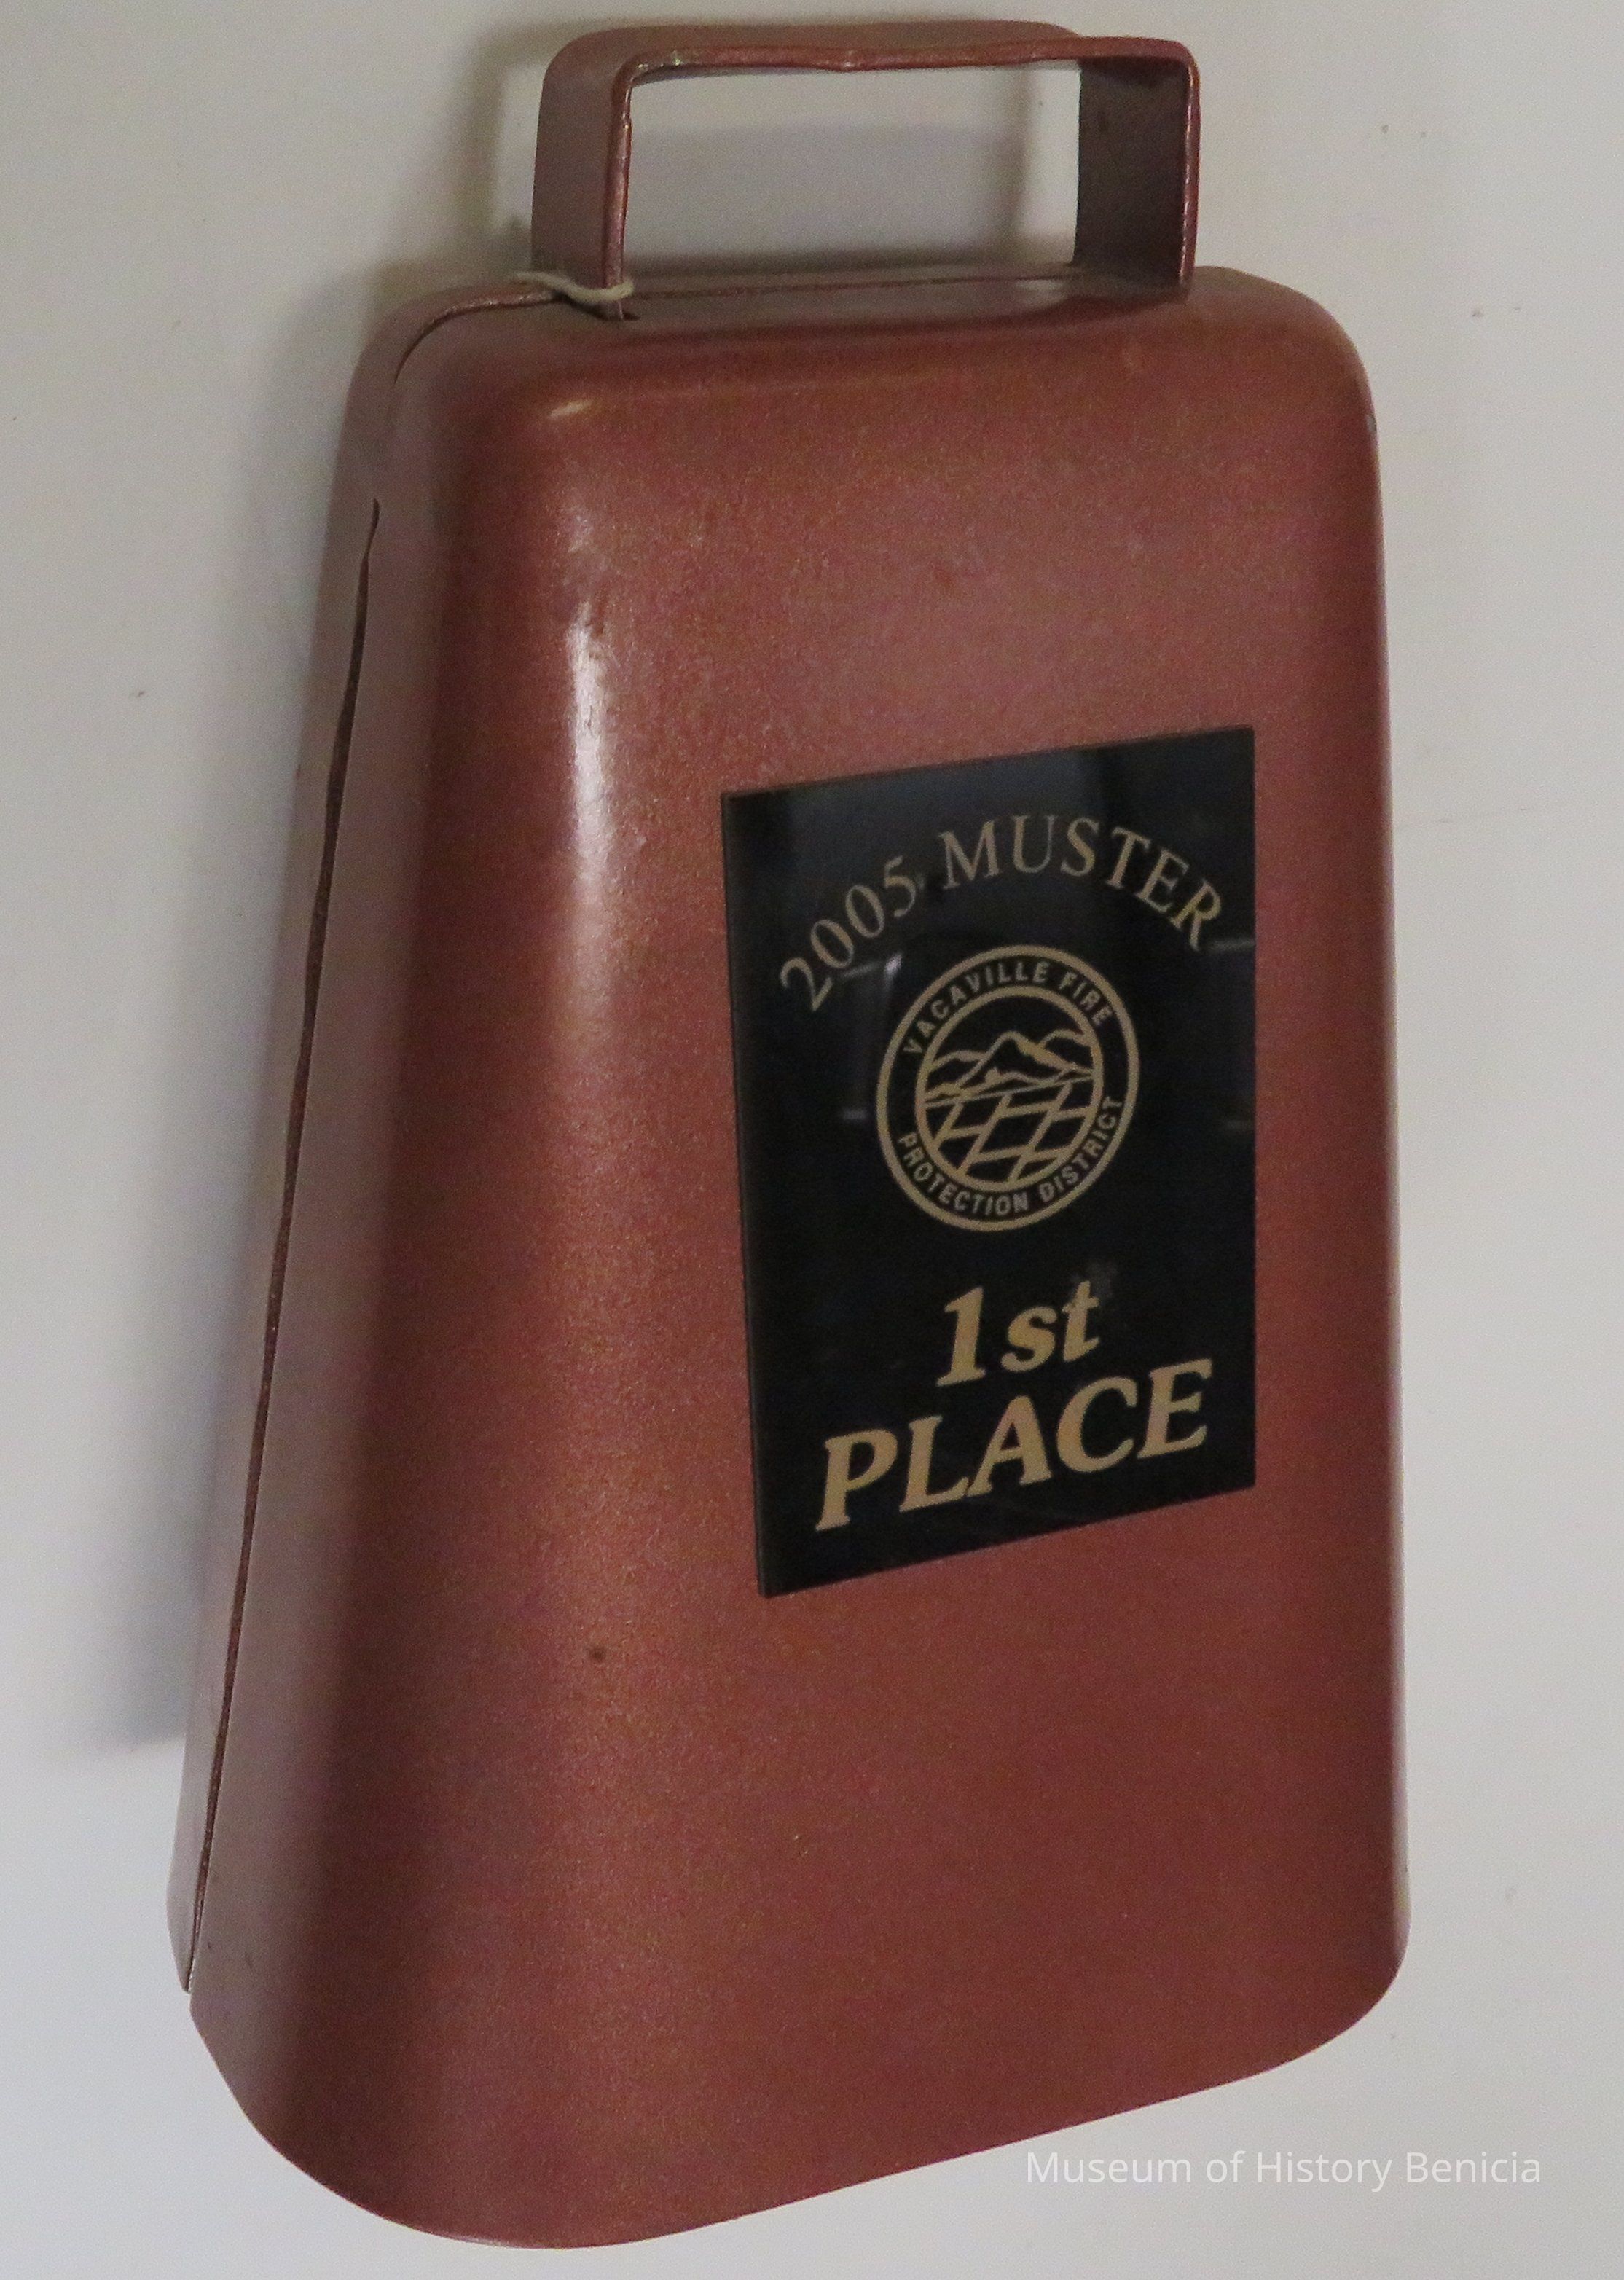 2005 MUSTER
VACAVILLE FIRE
PROTECTION DISTRICT
1st
PLACE
Museum of History Benicia